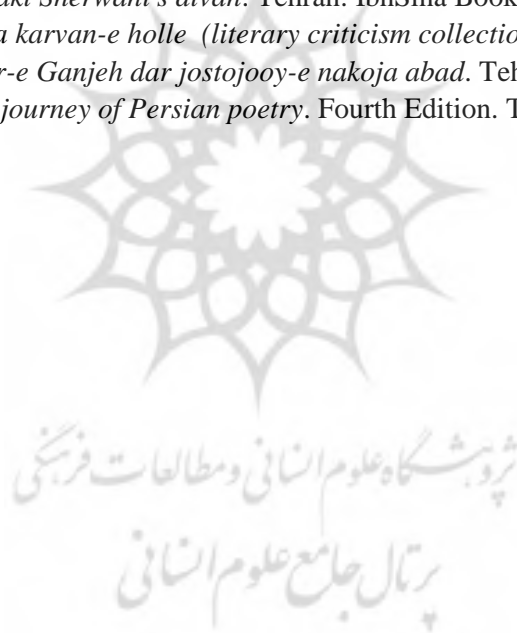 aki Sherwani's divan. Tehran: IbnSina Book
a karvan-e holle (literary criticism collectio
r-e Ganjeh dar jostojooy-e nakoja abad. Teh
journey of Persian poetry. Fourth Edition. T
پژوهشگاه علوم انسانی و مطالعات فرهنگی
پرتال جامع علوم انسانی